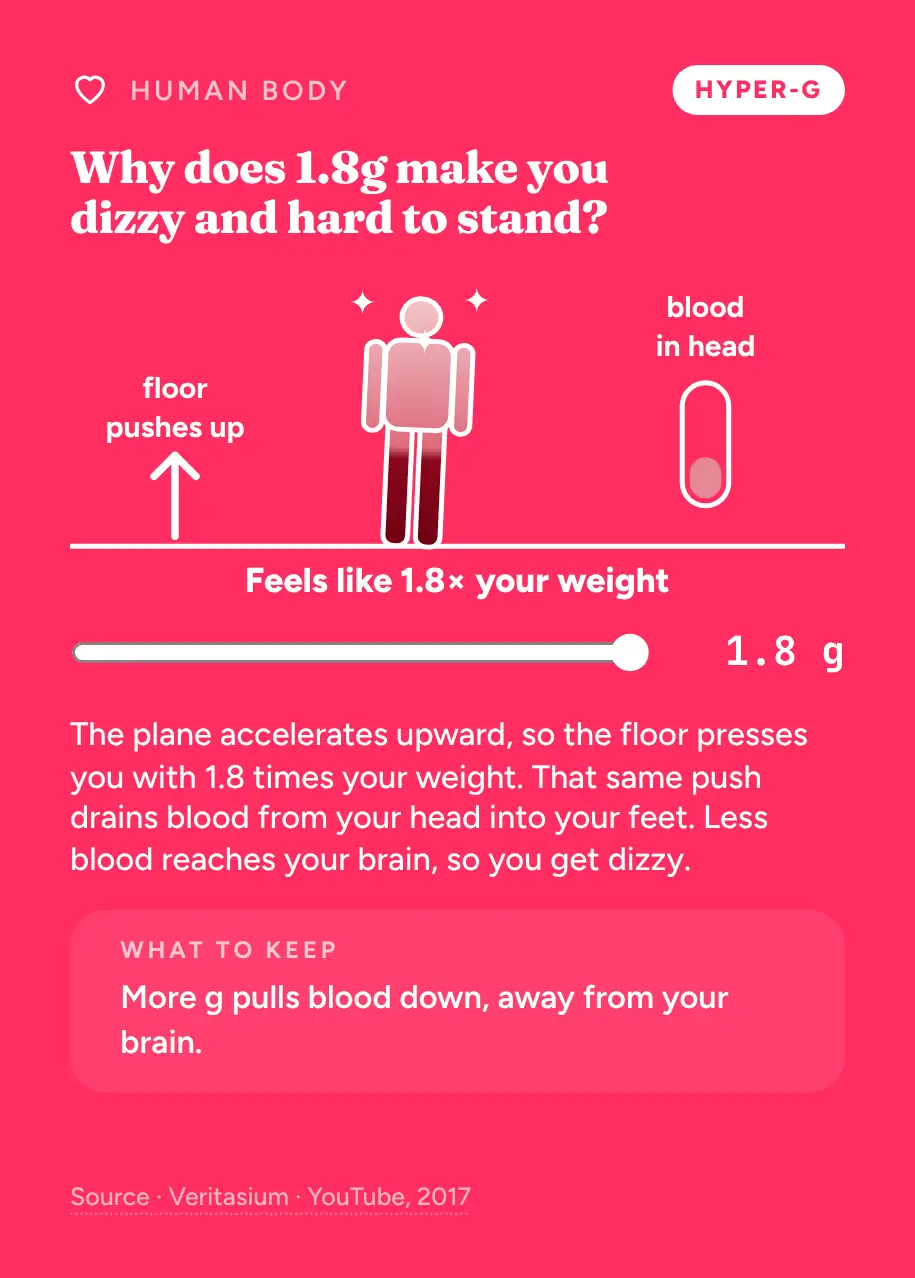 HUMAN BODY
HYPER-G
Why does 1.8g make you
dizzy and hard to stand?
blood
in head
floor
pushes up
Feels like 1.8× your weight
1.8 g
The plane accelerates upward, so the floor presses
you with 1.8 times your weight. That same push
drains blood from your head into your feet. Less
blood reaches your brain, so you get dizzy.
WHAT TO KEEP
More g pulls blood down, away from your
brain.
Source · Veritasium · YouTube, 2017